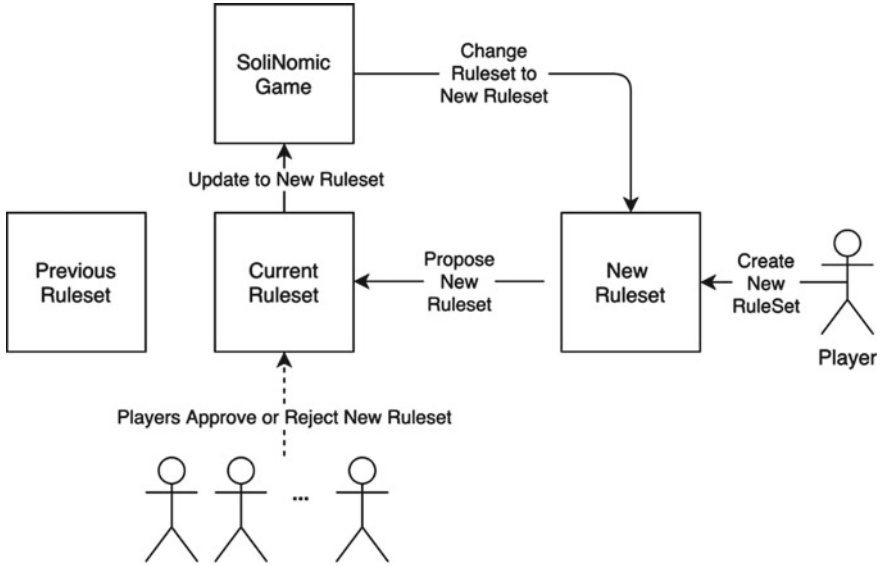 SoliNomic
Game
Change
Ruleset to
New Ruleset
Update to New Ruleset
Previous
Ruleset
Current
Ruleset
Propose
New
Ruleset
New
Ruleset
Create
New
RuleSet
Player
Players Approve or Reject New Ruleset
...